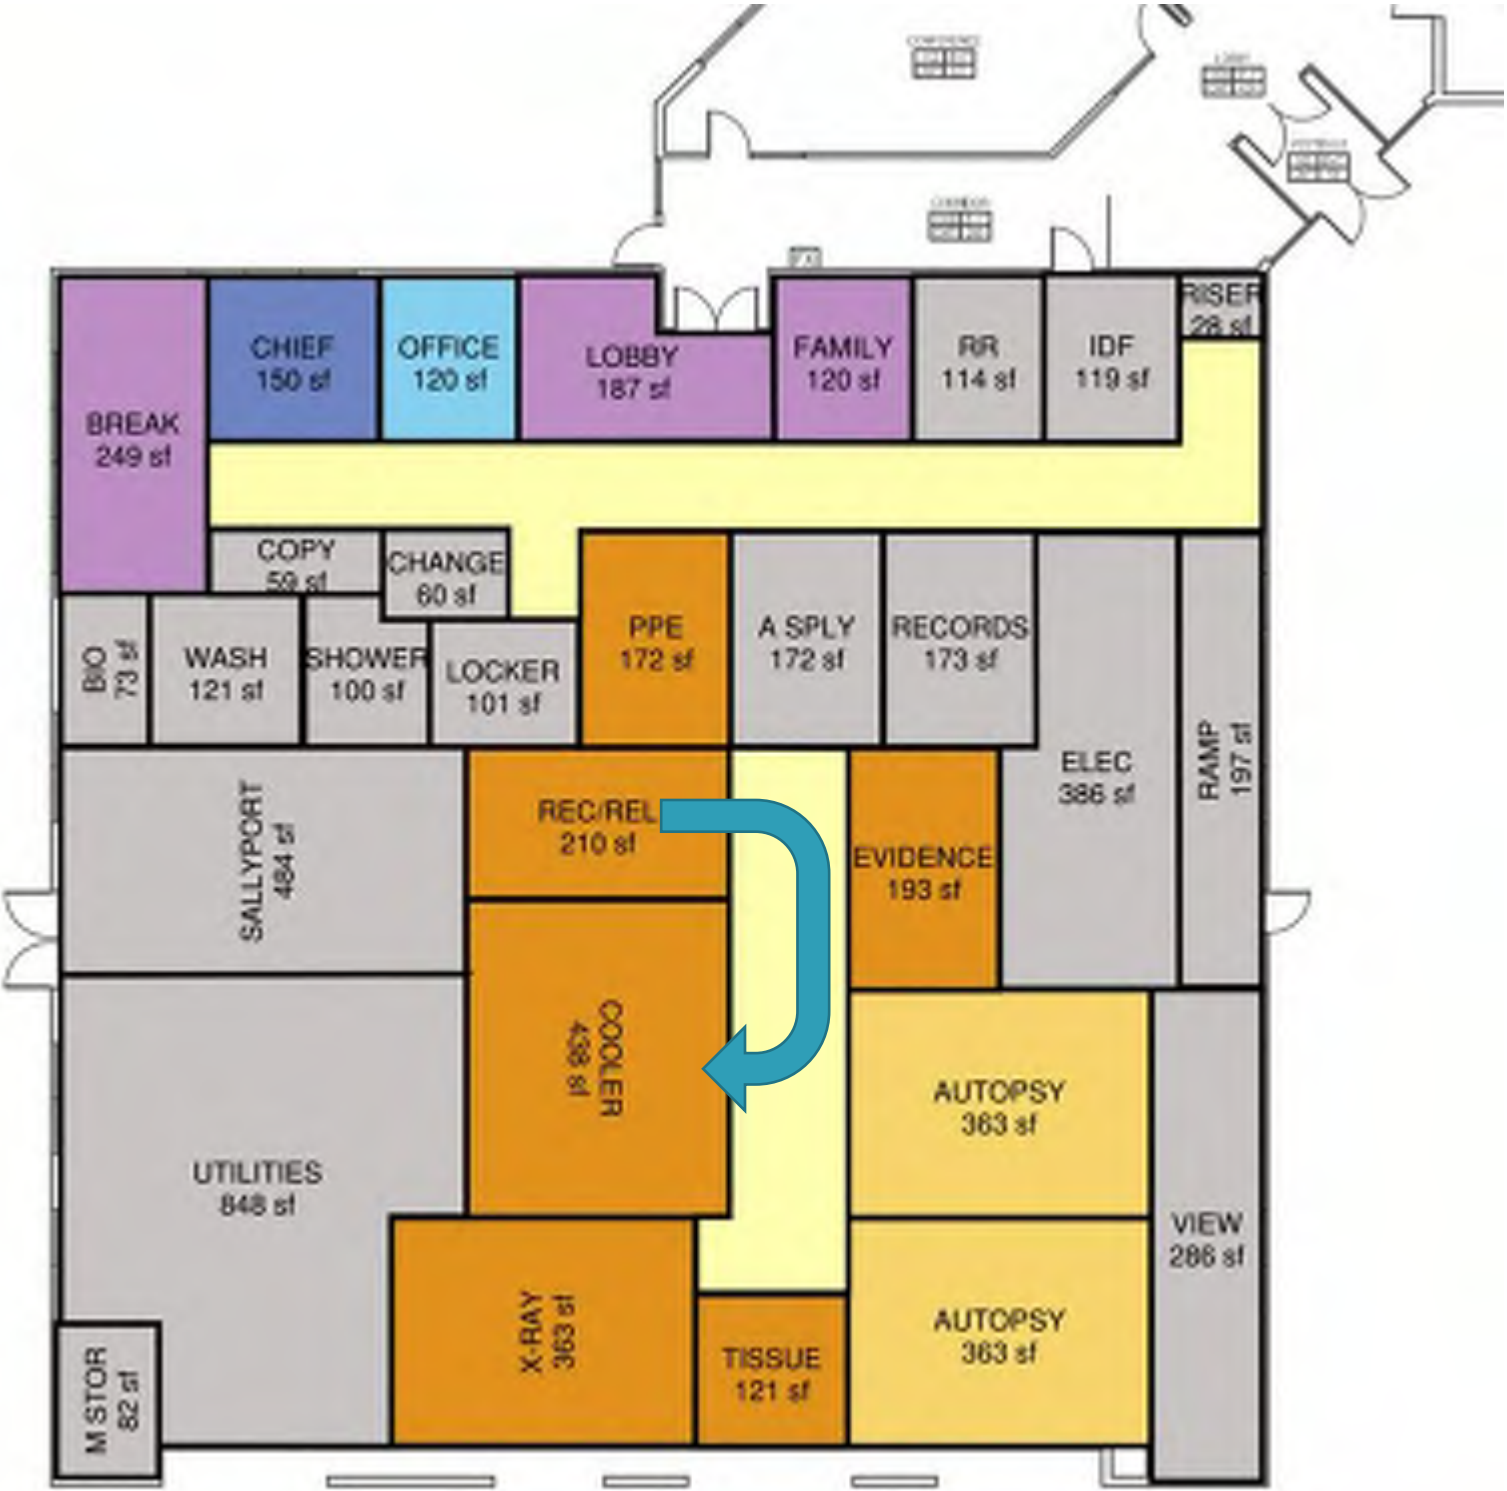 LOBBY
RISER
28 sf
CHIEF
150 sf
OFFICE
120 sf
LOBBY
187 sf
FAMILY
120 sf
RR
114 sf
IDF
119 sf
BREAK
249 sf
COPY
59 sf
CHANGE
60 sf
BIO
73 sf
WASH
121 sf
SHOWER
100 sf
LOCKER
101 sf
PPE
172 sf
A SPLY
172 sf
RECORDS
173 sf
ELEC
386 sf
RAMP
197 sf
SALLYPORT
484 sf
REC/REL
210 sf
EVIDENCE
193 sf
COOLER
438 sf
AUTOPSY
363 sf
UTILITIES
848 sf
VIEW
286 sf
X-RAY
363 sf
AUTOPSY
363 sf
TISSUE
121 sf
M STOR
82 sf